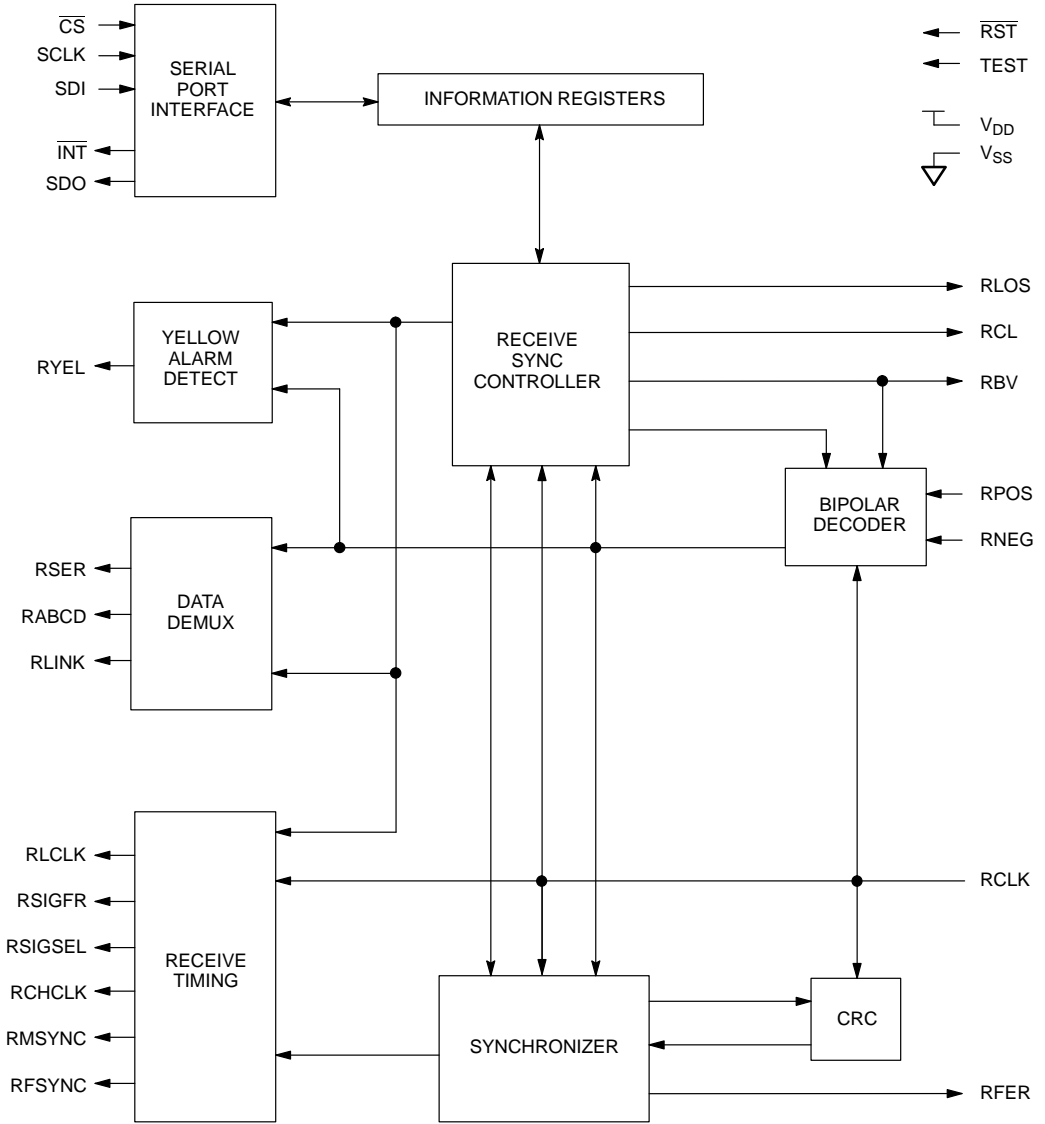 CS
SCLK
SDI
INT
SDO
SERIAL
PORT
INTERFACE
INFORMATION REGISTERS
RST
TEST
VDD
VSS
RYEL
YELLOW
ALARM
DETECT
RECEIVE
SYNC
CONTROLLER
RLOS
RCL
RBV
BIPOLAR
DECODER
RPOS
RNEG
RSER
RABCD
RLINK
DATA
DEMUX
RLCLK
RSIGFR
RSIGSEL
RCHCLK
RMSYNC
RFSYNC
RECEIVE
TIMING
RCLK
SYNCHRONIZER
CRC
RFER